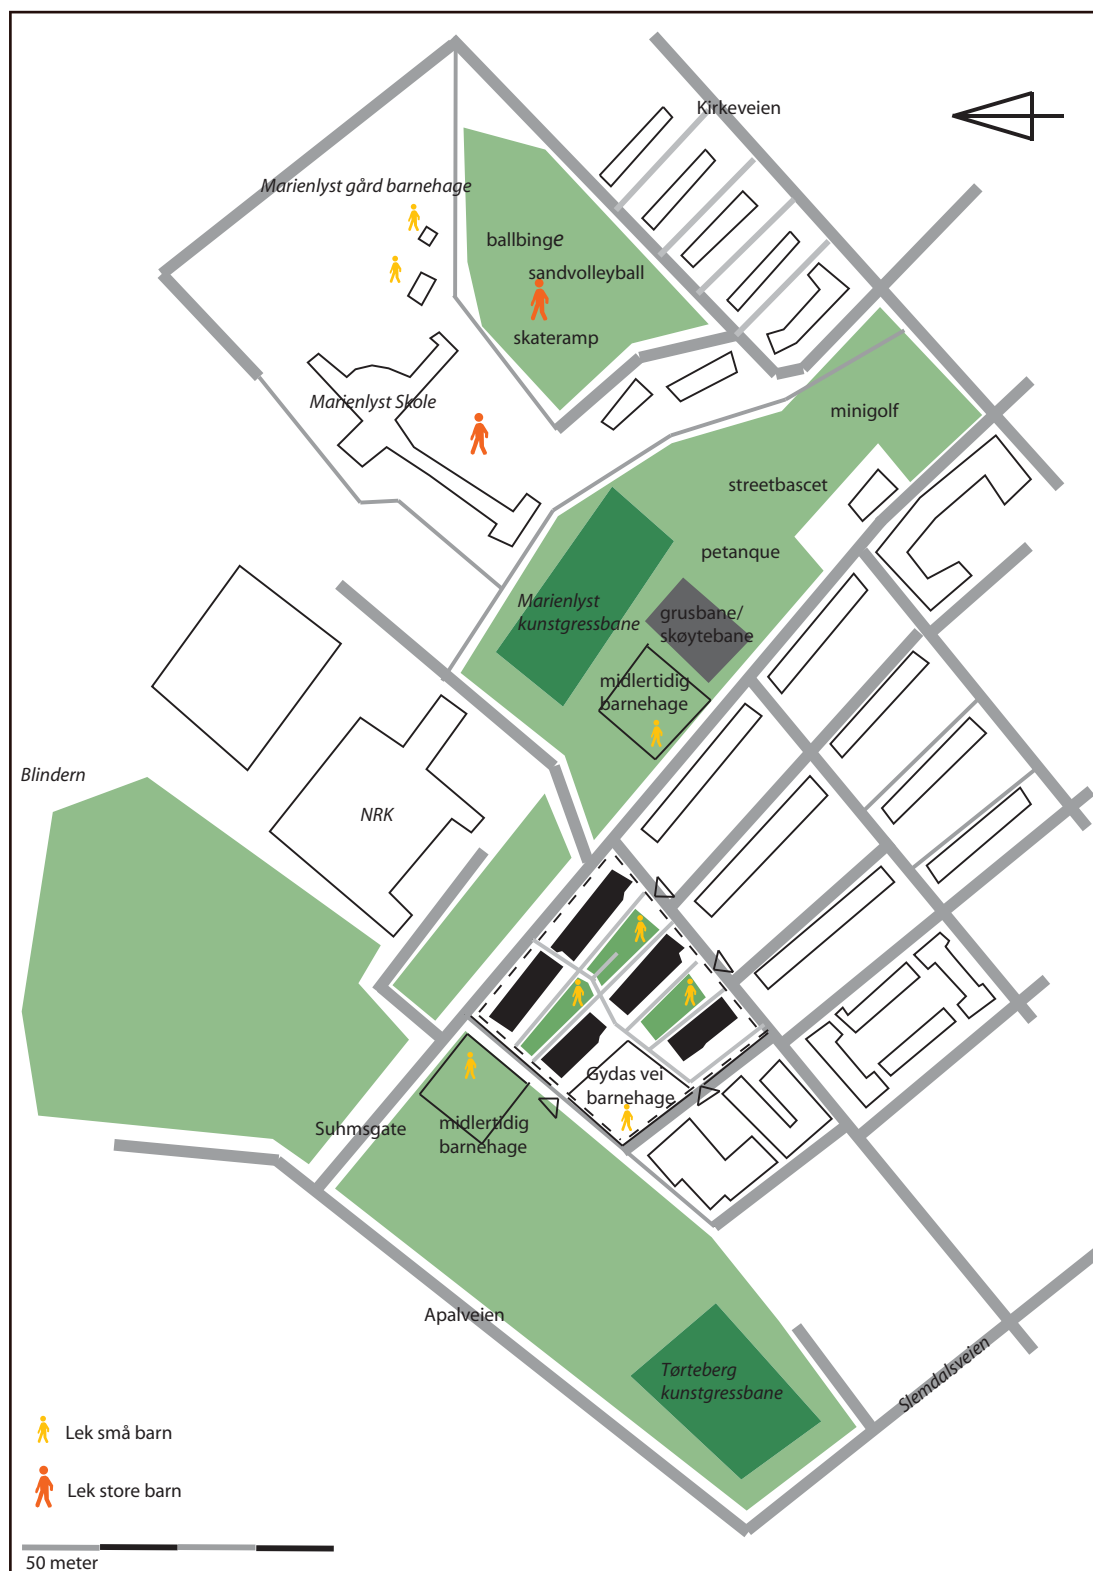 Kirkeveien
Marienlyst gård barnehage
ballbinge
sandvolleyball
skateramp
Marienlyst Skole
minigolf
streetbascet
petanque
Marienlyst
kunstgressbane
grusbane/
skøytebane
midlertidig
barnehage
Blindern
NRK
Gydas vei
barnehage
Suhmsgate
midlertidig
barnehage
Apalveien
Tørteberg
kunstgressbane
Slemdalsveien
Lek små barn
Lek store barn
50 meter